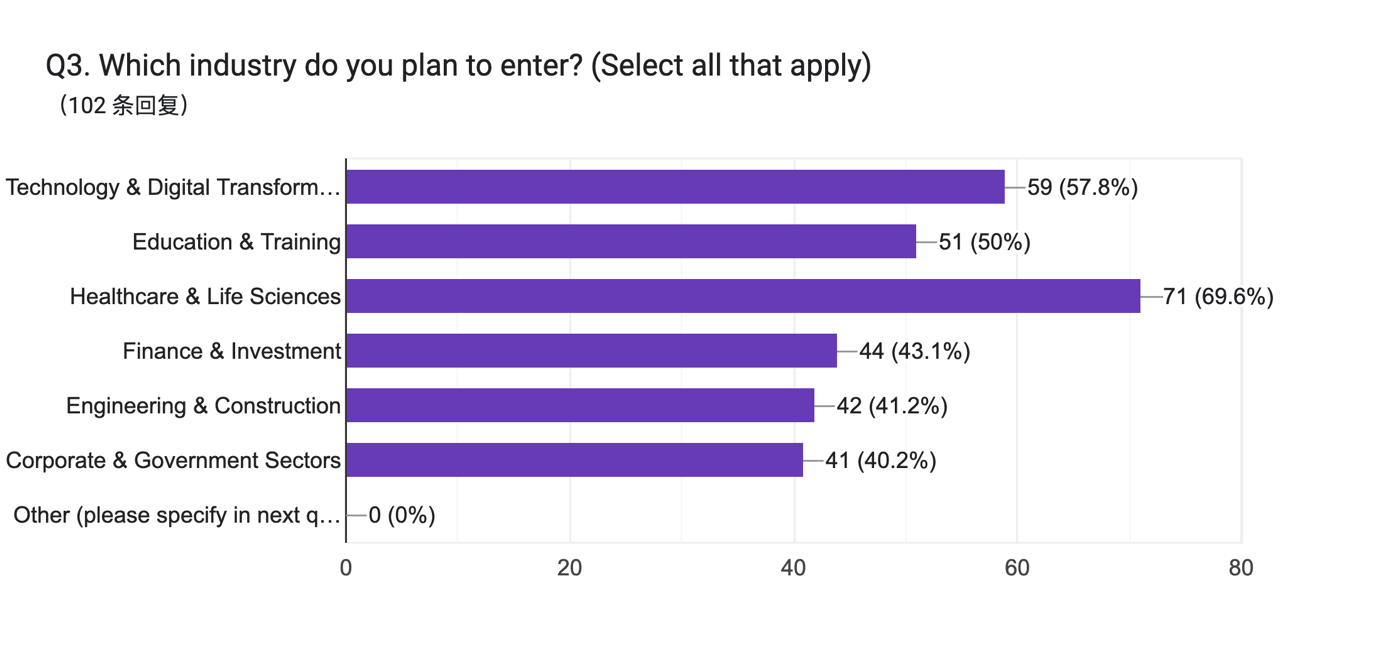 Q3. Which industry do you plan to enter? (Select all that apply)
（102 条回复）
Technology & Digital Transform… 59 (57.8%)
Education & Training 51 (50%)
Healthcare & Life Sciences 71 (69.6%)
Finance & Investment 44 (43.1%)
Engineering & Construction 42 (41.2%)
Corporate & Government Sectors 41 (40.2%)
Other (please specify in next q… 0 (0%)
0 20 40 60 80